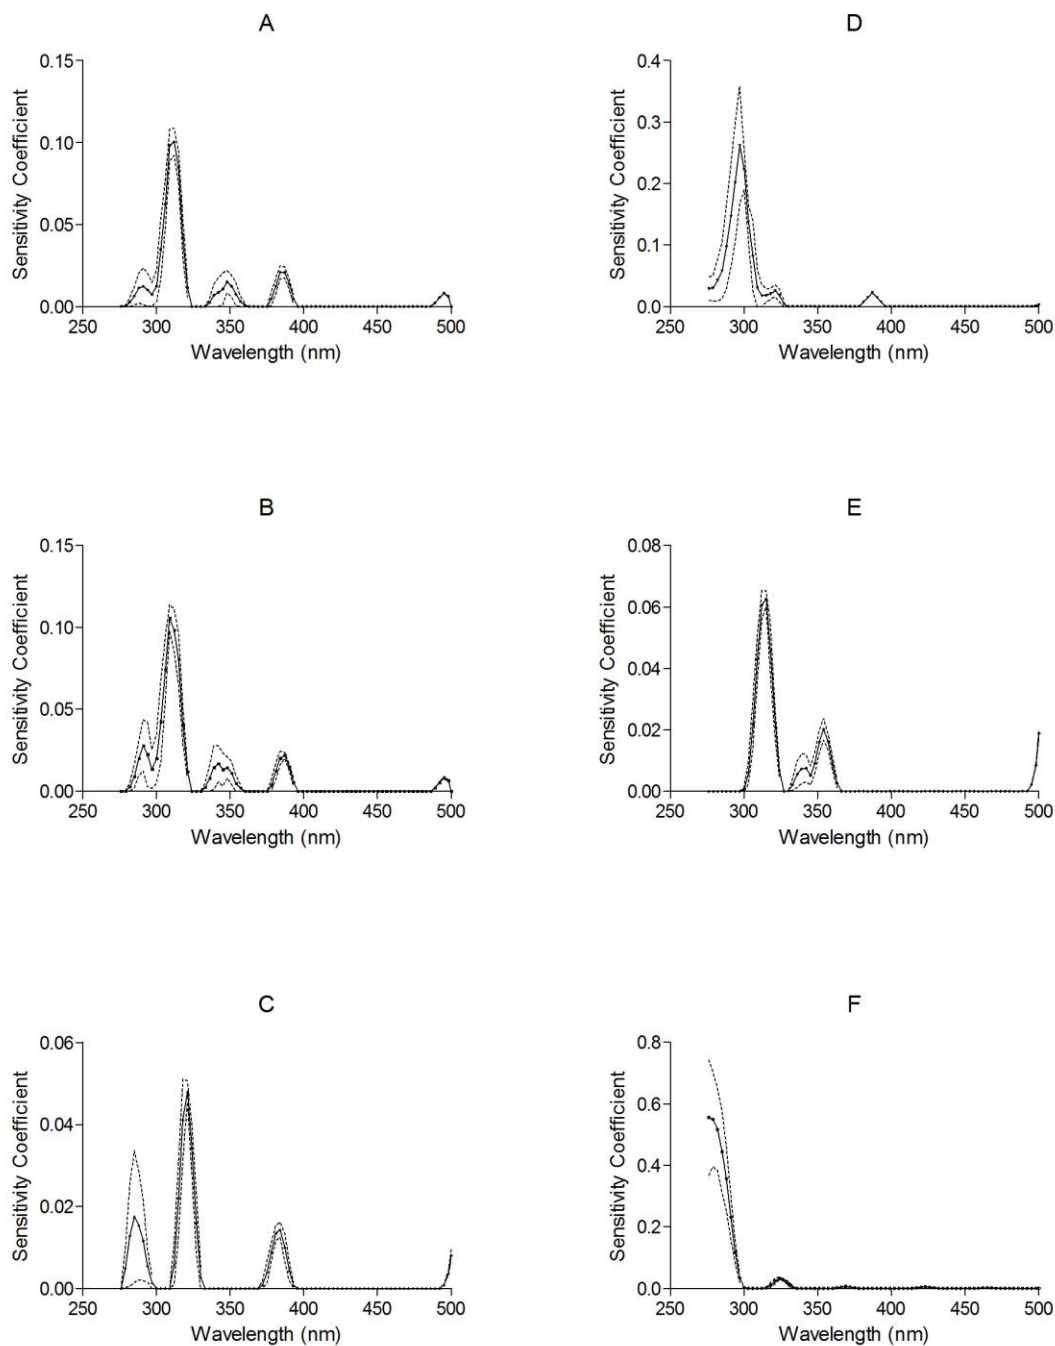 A
Sensitivity Coefficient
0.15
0.10
0.05
0.00
250 300 350 400 450 500
Wavelength (nm)
D
Sensitivity Coefficient
0.4
0.3
0.2
0.1
0.0
250 300 350 400 450 500
Wavelength (nm)
B
Sensitivity Coefficient
0.15
0.10
0.05
0.00
250 300 350 400 450 500
Wavelength (nm)
E
Sensitivity Coefficient
0.08
0.06
0.04
0.02
0.00
250 300 350 400 450 500
Wavelength (nm)
C
Sensitivity Coefficient
0.06
0.04
0.02
0.00
250 300 350 400 450 500
Wavelength (nm)
F
Sensitivity Coefficient
0.8
0.6
0.4
0.2
0.0
250 300 350 400 450 500
Wavelength (nm)